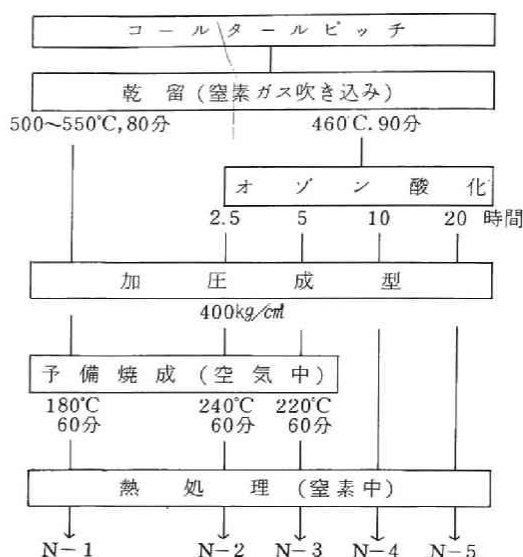 コールタールピッチ
乾留(窒素ガス吹き込み)
500~550℃,80分 460℃.90分
オゾン酸化
2.5 5 10 20 時間
加圧成型
400kg/c㎡
予備焼成(空気中)
180℃ 240℃ 220℃
60分 60分 60分
熱処理(窒素中)
N-1 N-2 N-3 N-4 N-5